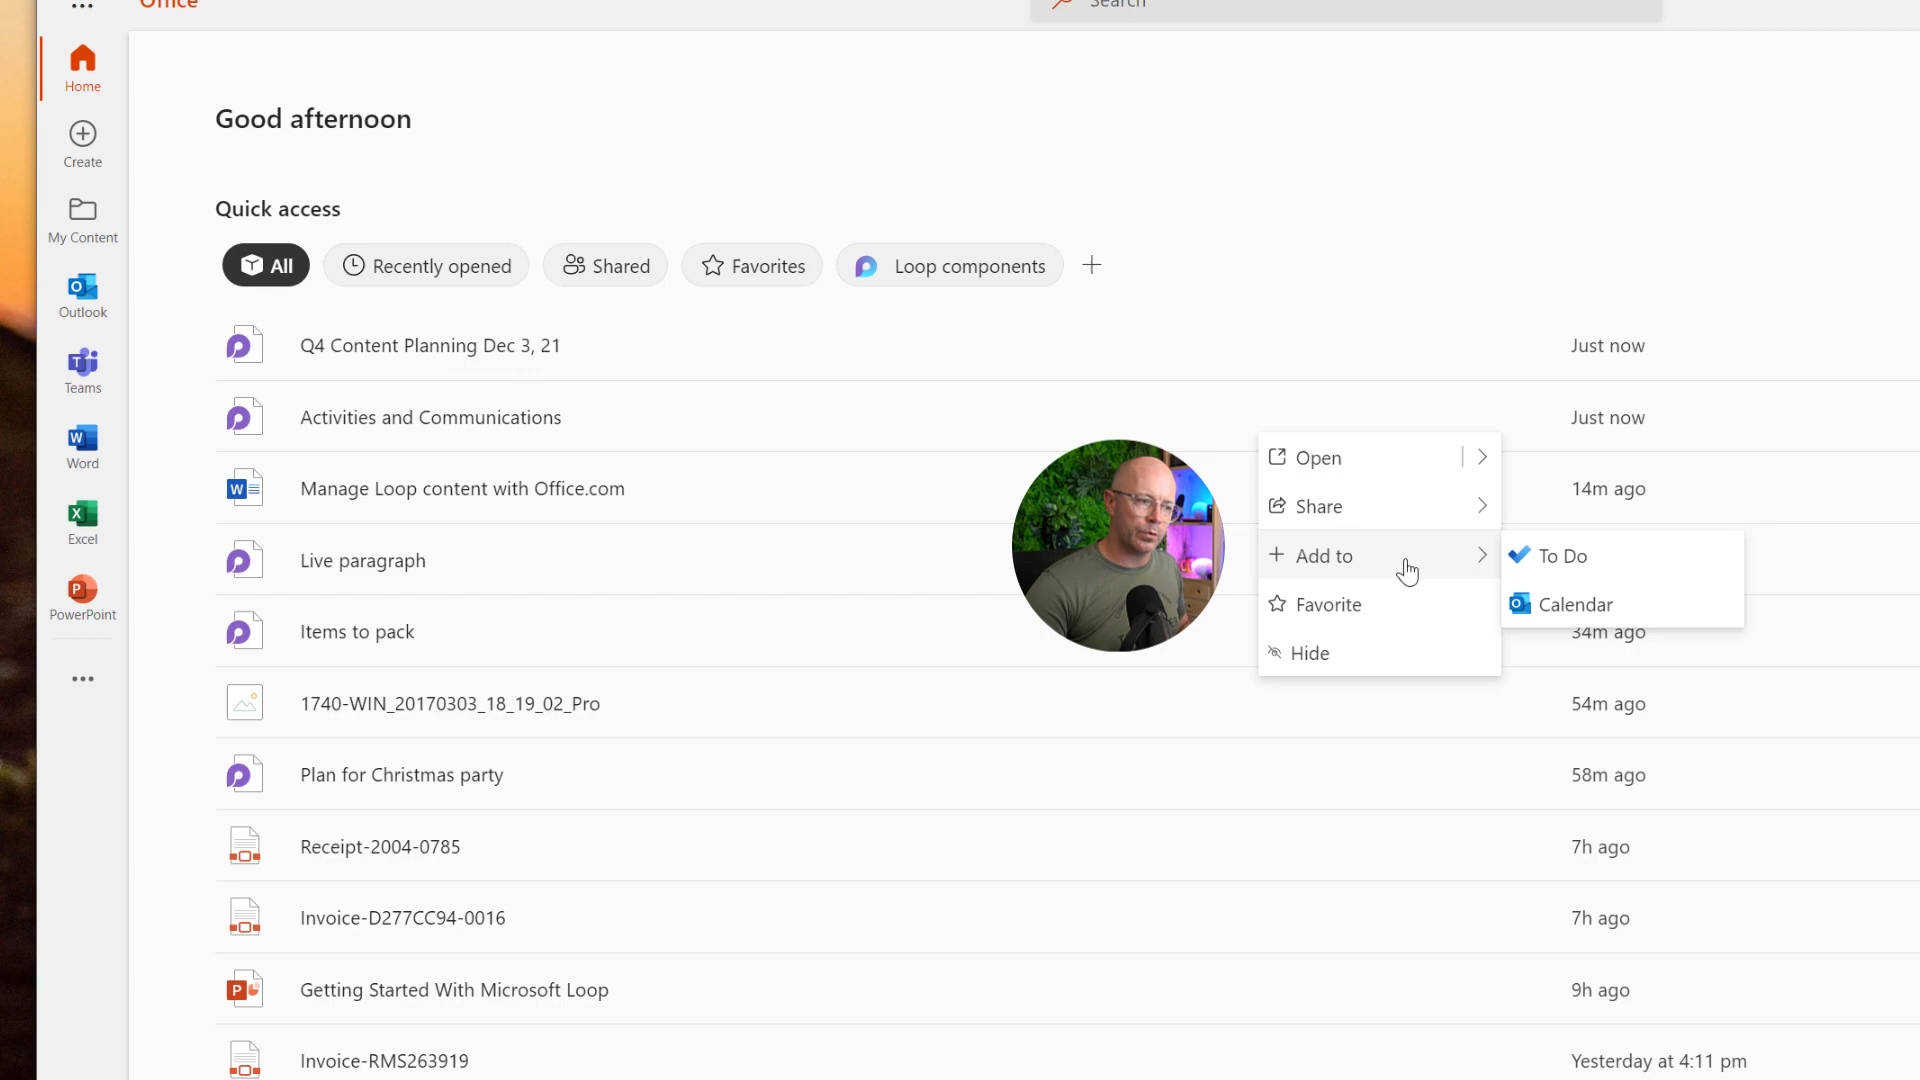 Office
Search
Home
Create
My Content
Outlook
Teams
Word
Excel
PowerPoint
Good afternoon
Quick access
All
Recently opened
Shared
Favorites
Loop components
Q4 Content Planning Dec 3, 21
Just now
Activities and Communications
Just now
Manage Loop content with Office.com
14m ago
Live paragraph
Items to pack
34m ago
1740-WIN_20170303_18_19_02_Pro
54m ago
Plan for Christmas party
58m ago
Receipt-2004-0785
7h ago
Invoice-D277CC94-0016
7h ago
Getting Started With Microsoft Loop
9h ago
Invoice-RMS263919
Yesterday at 4:11 pm
Open
Share
Add to
Favorite
Hide
To Do
Calendar